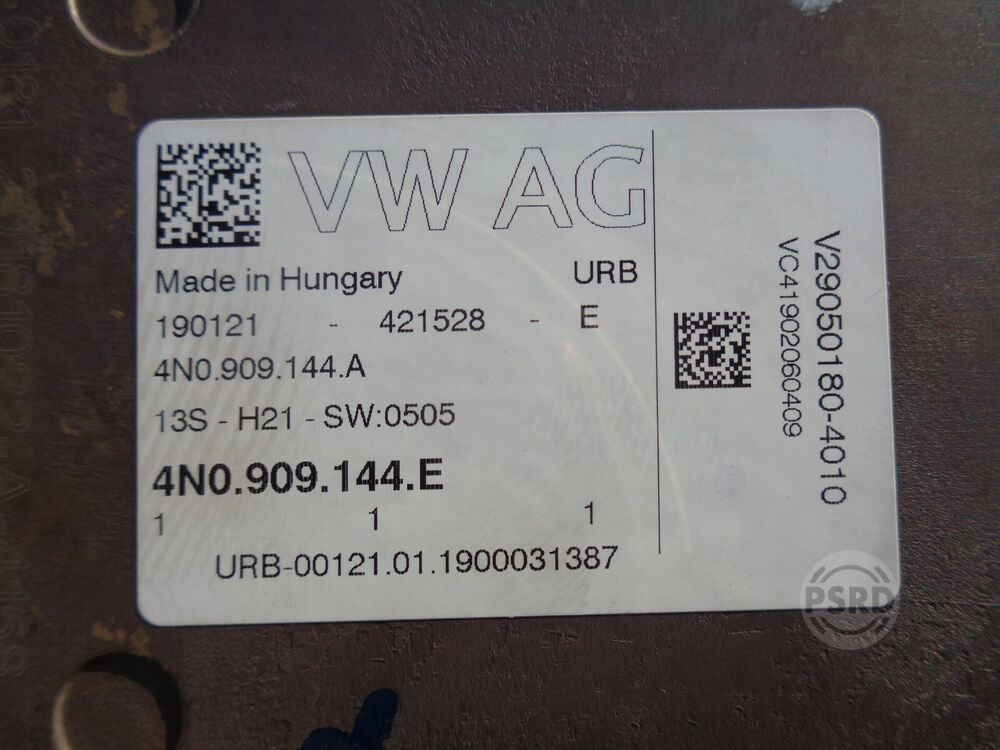 VW AG
Made in Hungary URB
190121 - 421528 - E
4N0.909.144.A
13S - H21 - SW:0505
4N0.909.144.E
1 1 1
URB-00121.01.1900031387
V29050180-4010
VC41902060409
PSRD